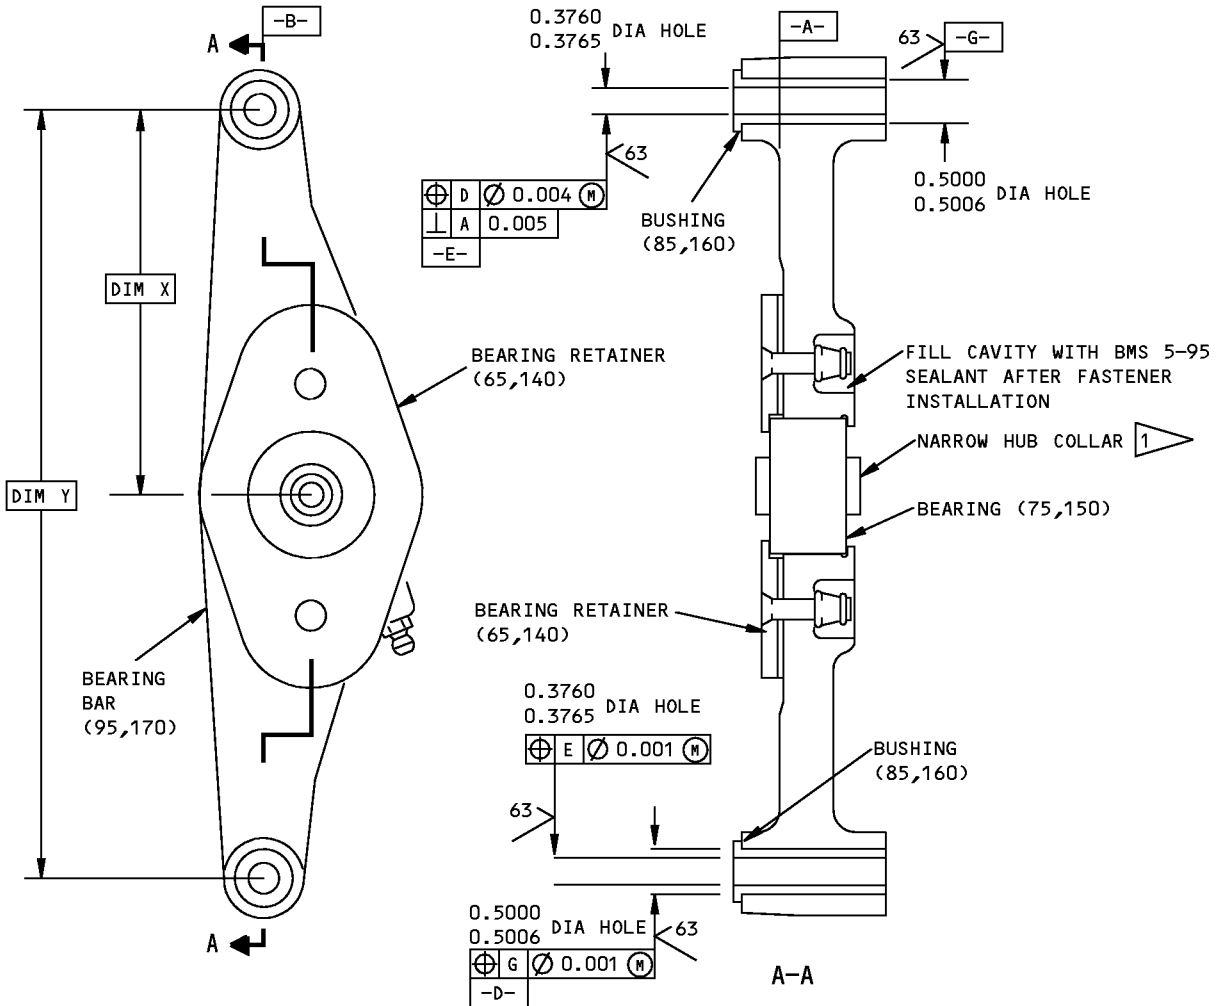 -B-
A
0.3760
0.3765 DIA HOLE
-A-
63
-G-
63
⌖ D ∅ 0.004 Ⓜ
⊥ A 0.005
-E-
BUSHING
(85,160)
0.5000
0.5006 DIA HOLE
DIM X
BEARING RETAINER
(65,140)
FILL CAVITY WITH BMS 5-95
SEALANT AFTER FASTENER
INSTALLATION
NARROW HUB COLLAR 1
DIM Y
BEARING (75,150)
BEARING RETAINER
(65,140)
BEARING
BAR
(95,170)
0.3760
0.3765 DIA HOLE
⌖ E ∅ 0.001 Ⓜ
BUSHING
(85,160)
63
0.5000
0.5006 DIA HOLE
63
⌖ G ∅ 0.001 Ⓜ
-D-
A
A-A